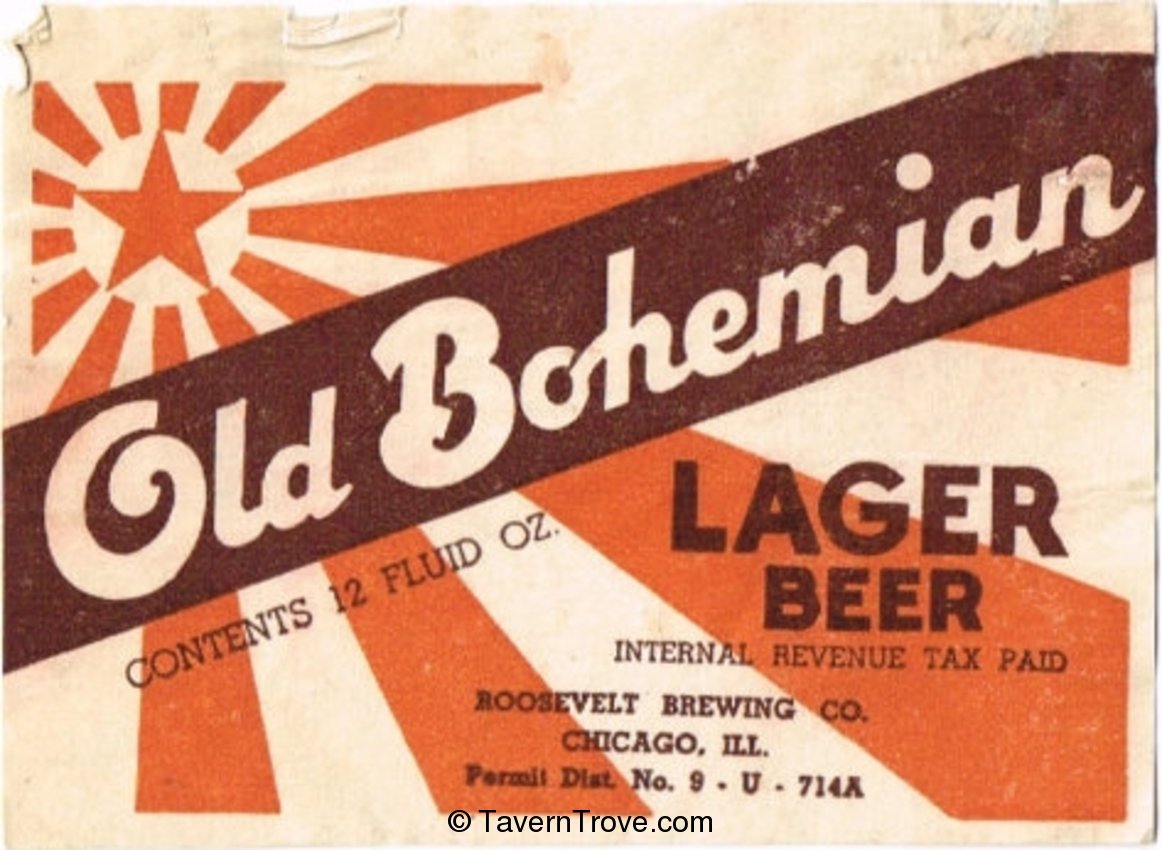 Old Bohemian
LAGER
BEER
CONTENTS 12 FLUID OZ.
INTERNAL REVENUE TAX PAID
ROOSEVELT BREWING CO.
CHICAGO, ILL.
Permit Dist. No. 9 - U - 714A
© TavernTrove.com